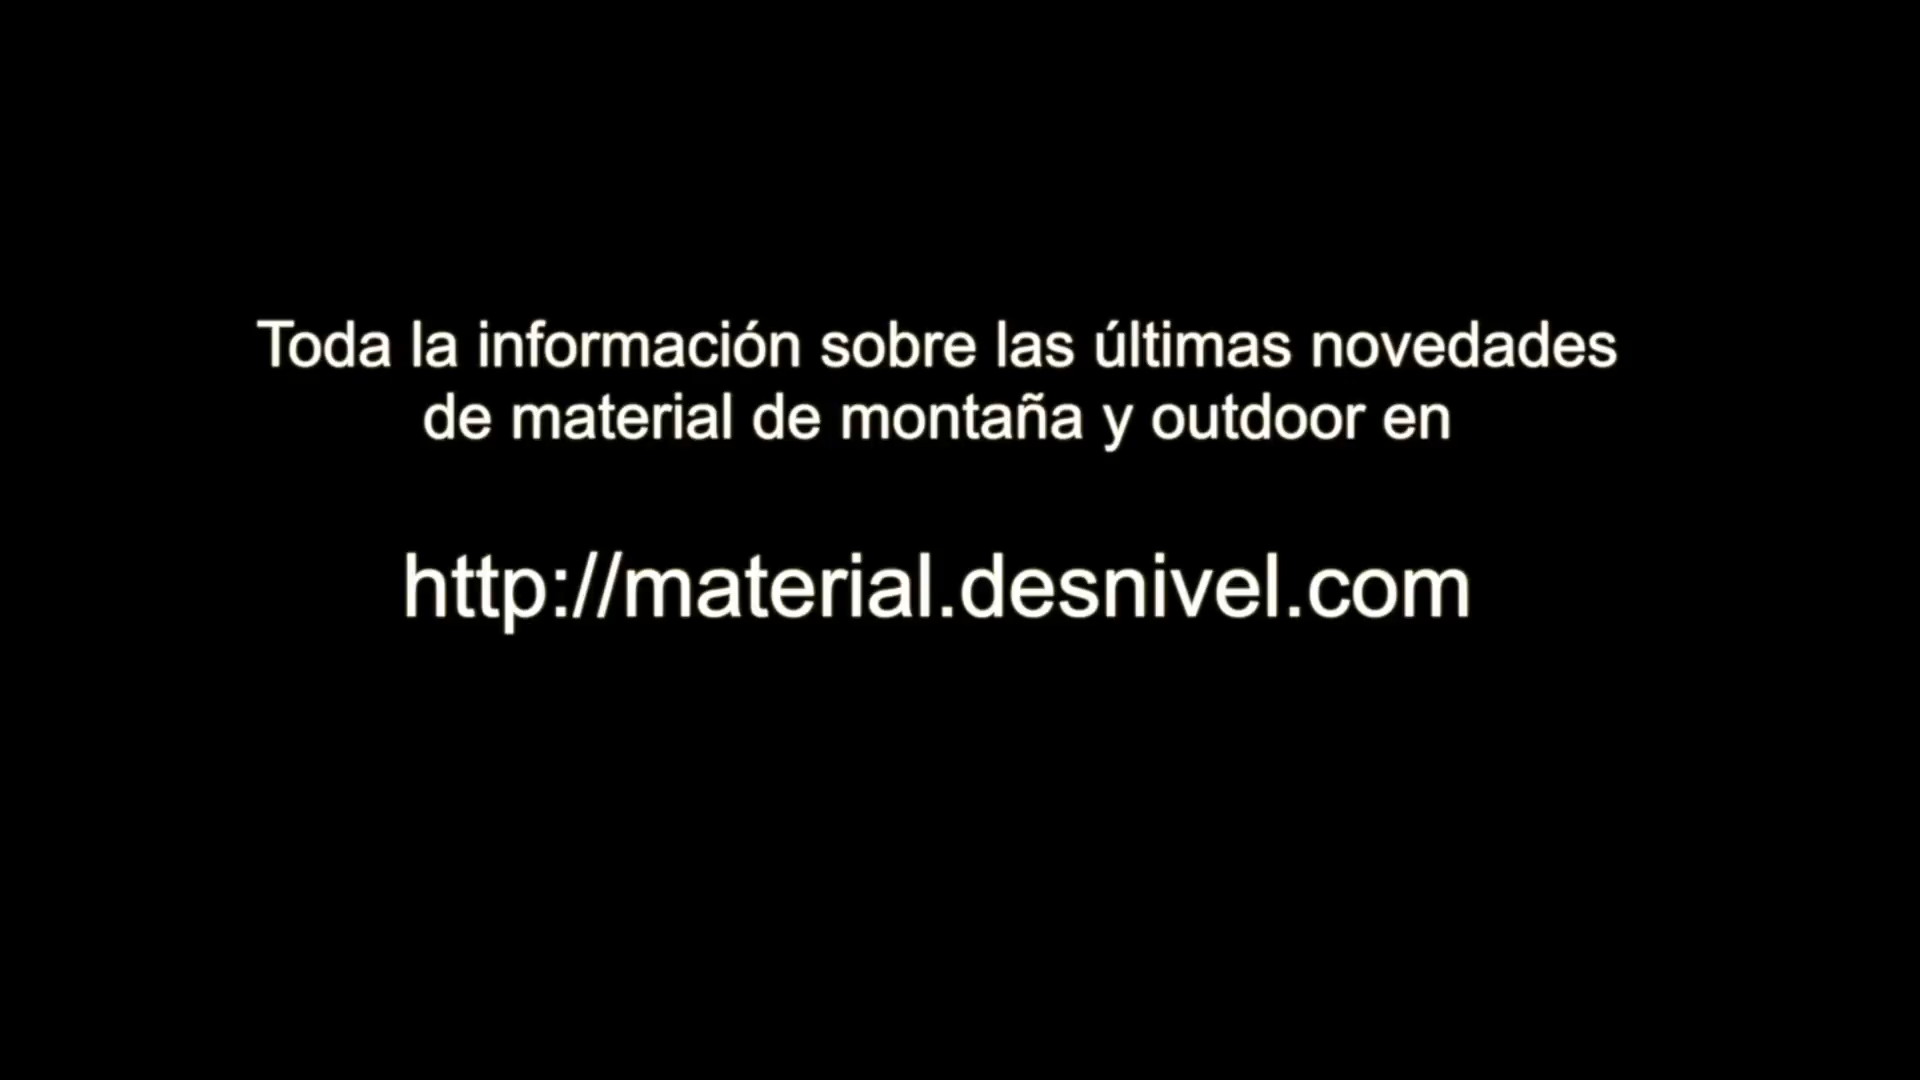 Toda la información sobre las últimas novedades
de material de montaña y outdoor en
http://material.desnivel.com